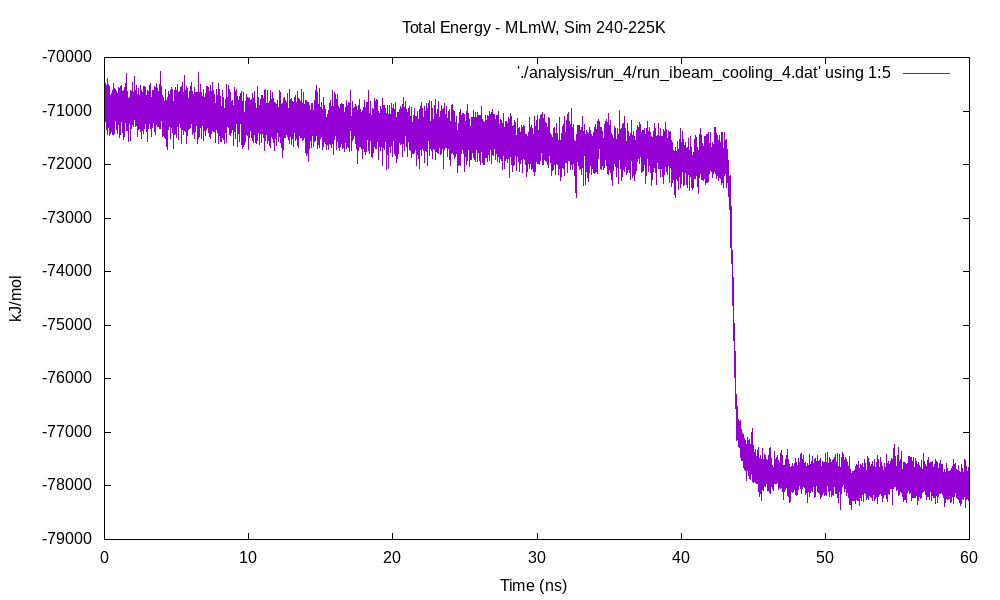 Total Energy - MLmW, Sim 240-225K
'./analysis/run_4/run_ibeam_cooling_4.dat' using 1:5
-70000
-71000
-72000
-73000
-74000
-75000
-76000
-77000
-78000
-79000
kJ/mol
0 10 20 30 40 50 60
Time (ns)